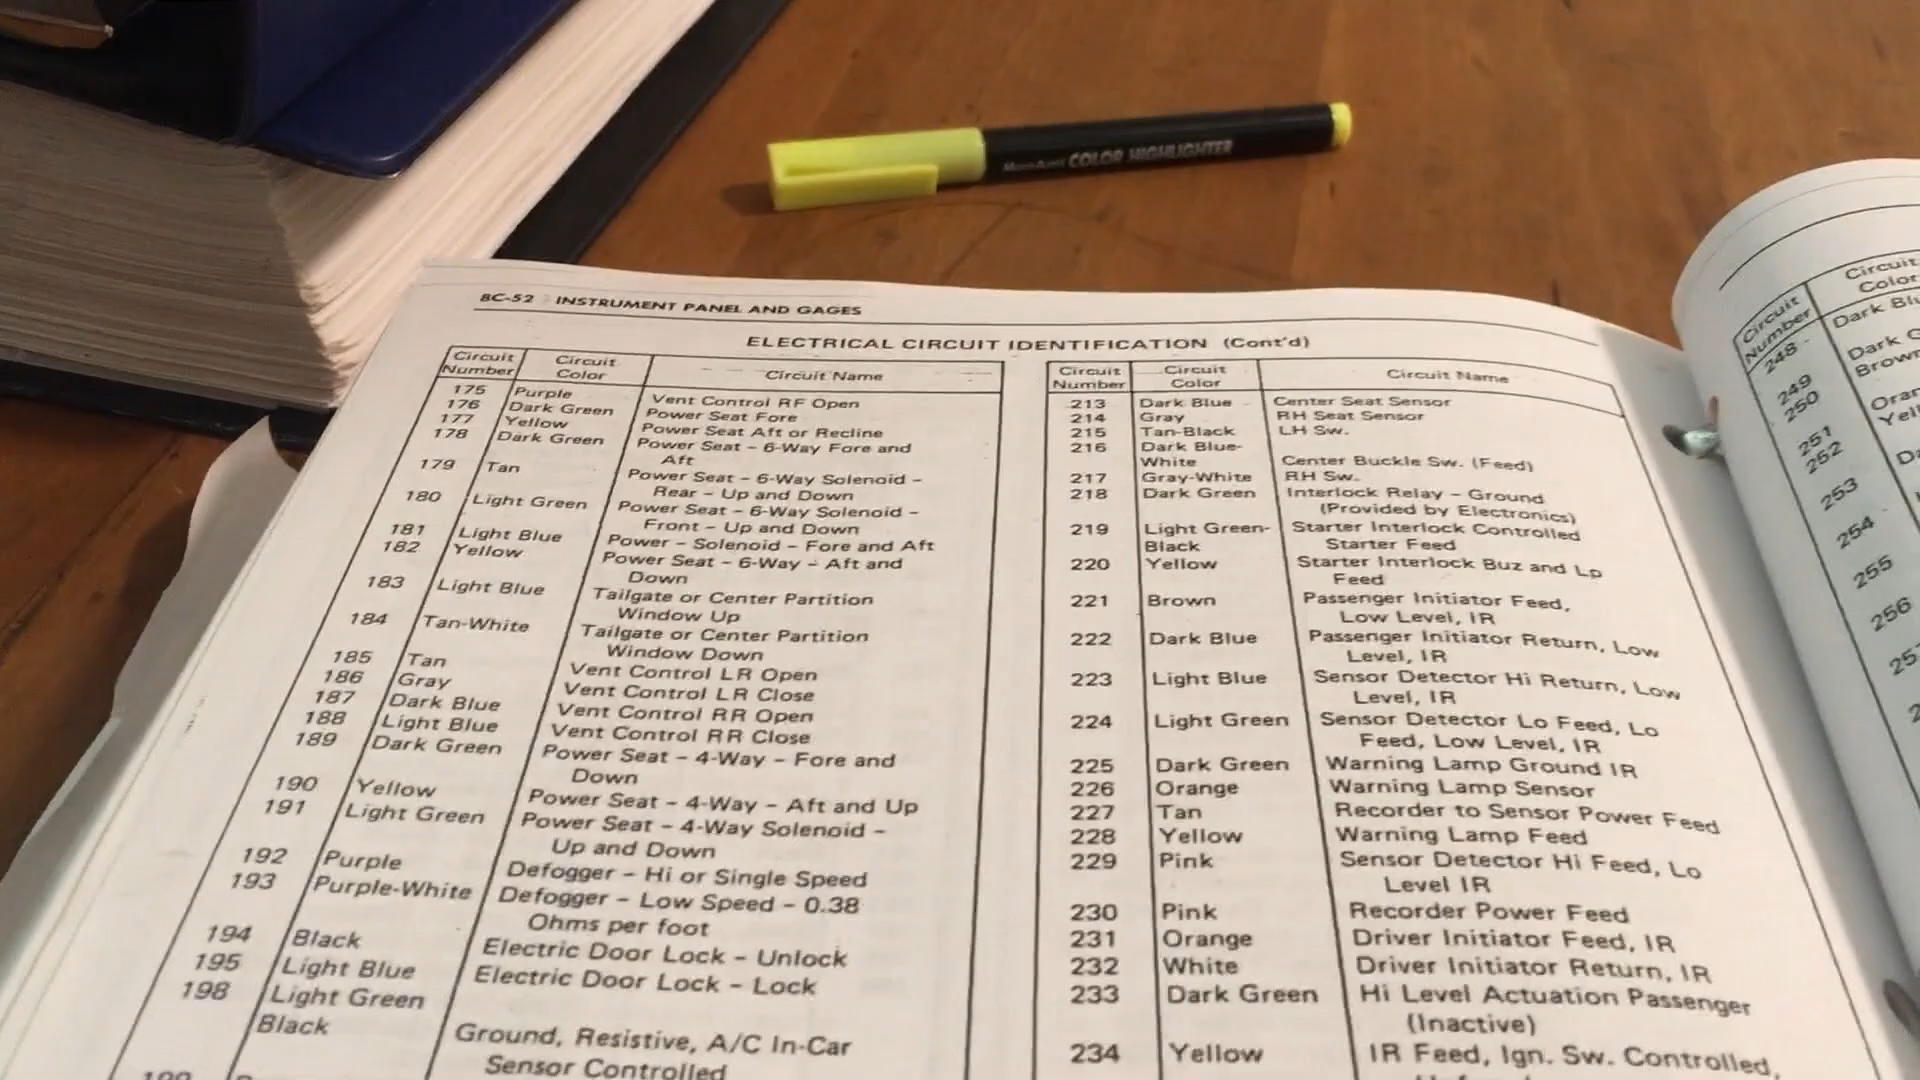 COLOR HIGHLIGHTER
8C-52 INSTRUMENT PANEL AND GAGES
ELECTRICAL CIRCUIT IDENTIFICATION (Cont'd)
Circuit Number Circuit Color Circuit Name
175 Purple Vent Control RF Open
176 Dark Green Power Seat Fore
177 Yellow Power Seat Aft or Recline
178 Dark Green Power Seat – 6-Way Fore and
Aft
179 Tan Power Seat – 6-Way Solenoid –
Rear – Up and Down
180 Light Green Power Seat – 6-Way Solenoid –
Front – Up and Down
181 Light Blue Power – Solenoid – Fore and Aft
182 Yellow Power Seat – 6-Way – Aft and
Down
183 Light Blue Tailgate or Center Partition
Window Up
184 Tan-White Tailgate or Center Partition
Window Down
185 Tan Vent Control LR Open
186 Gray Vent Control LR Close
187 Dark Blue Vent Control RR Open
188 Light Blue Vent Control RR Close
189 Dark Green Power Seat – 4-Way – Fore and
Down
190 Yellow Power Seat – 4-Way – Aft and Up
191 Light Green Power Seat – 4-Way Solenoid –
Up and Down
192 Purple Defogger – Hi or Single Speed
193 Purple-White Defogger – Low Speed – 0.38
Ohms per foot
194 Black Electric Door Lock – Unlock
195 Light Blue Electric Door Lock – Lock
198 Light Green
Black Ground, Resistive, A/C In-Car
Sensor Controlled
Circuit Number Circuit Color Circuit Name
213 Dark Blue Center Seat Sensor
214 Gray RH Seat Sensor
215 Tan-Black LH Sw.
216 Dark Blue-
White Center Buckle Sw. (Feed)
217 Gray-White RH Sw.
218 Dark Green Interlock Relay – Ground
(Provided by Electronics)
219 Light Green- Starter Interlock Controlled
Black Starter Feed
220 Yellow Starter Interlock Buz and Lp
Feed
221 Brown Passenger Initiator Feed,
Low Level, IR
222 Dark Blue Passenger Initiator Return, Low
Level, IR
223 Light Blue Sensor Detector Hi Return, Low
Level, IR
224 Light Green Sensor Detector Lo Feed, Lo
Feed, Low Level, IR
225 Dark Green Warning Lamp Ground IR
226 Orange Warning Lamp Sensor
227 Tan Recorder to Sensor Power Feed
228 Yellow Warning Lamp Feed
229 Pink Sensor Detector Hi Feed, Lo
Level IR
230 Pink Recorder Power Feed
231 Orange Driver Initiator Feed, IR
232 White Driver Initiator Return, IR
233 Dark Green Hi Level Actuation Passenger
(Inactive)
234 Yellow IR Feed, Ign. Sw. Controlled,
Circuit Number Circuit
248 Dark
249 Dark
250
251
252
253
254
255
256